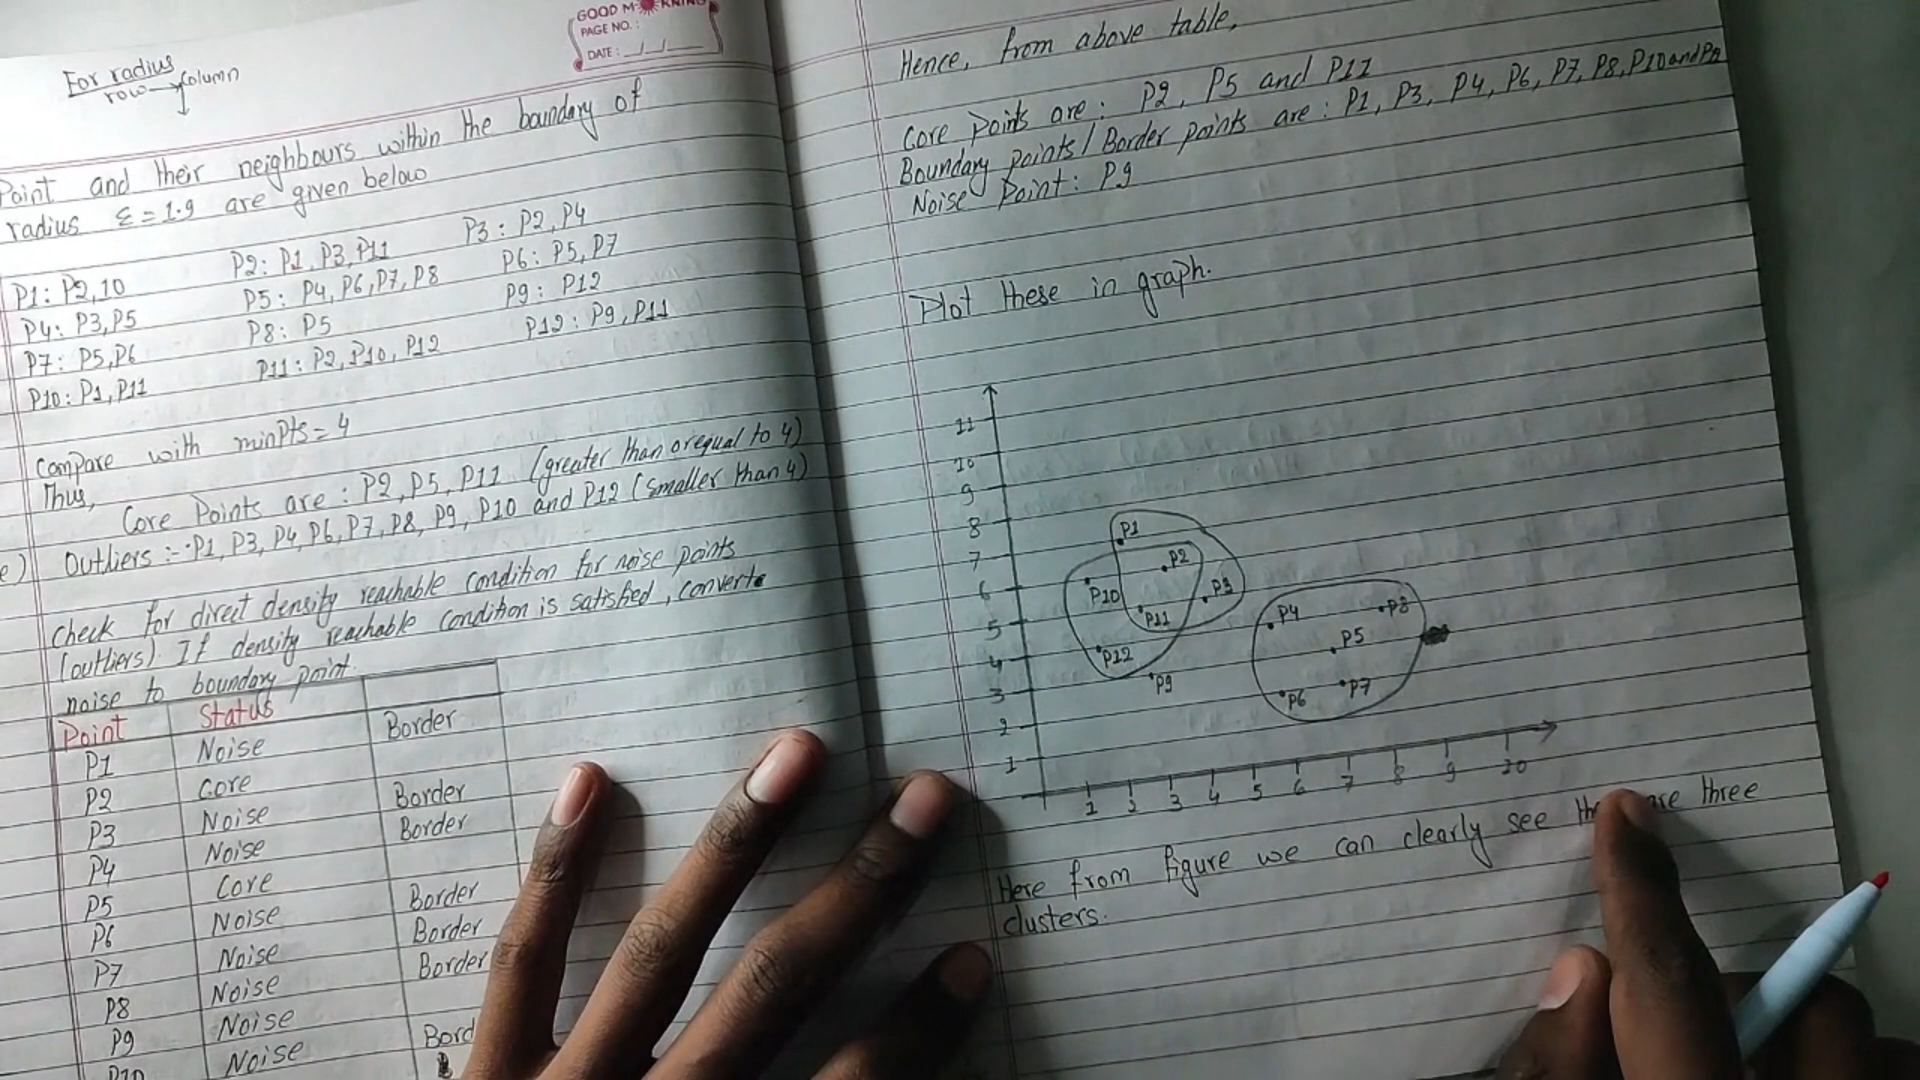 GOOD M
PAGE NO. :
DATE: _/_/_
For radius
row → column
Point and their neighbours within the boundary of
radius ε = 1.9 are given below
P1: P2, 10 P2: P1, P3, P11 P3: P2, P4
P4: P3, P5 P5: P4, P6, P7, P8 P6: P5, P7
P7: P5, P6 P8: P5 P9: P12
P10: P1, P11 P11: P2, P10, P12 P12: P9, P11
Compare with minPts = 4
Thus,
Core Points are: P2, P5, P11 (greater than or equal to 4)
e) Outliers :- P1, P3, P4, P6, P7, P8, P9, P10 and P12 (smaller than 4)
Check for direct density reachable condition for noise points
(outliers). If density reachable condition is satisfied, convert
noise to boundary point.
Point Status
P1 Noise Border
P2 Core
P3 Noise Border
P4 Noise Border
P5 Core
P6 Noise Border
P7 Noise Border
P8 Noise Border
P9 Noise
P10 Noise Bord
Hence, from above table,
Core Points are: P2, P5 and P11
Boundary points / Border points are: P1, P3, P4, P6, P7, P8, P10 and P12
Noise Point: P9
Plot these in graph.
11
10
9
8
7
6
5
4
3
2
1
P1
P2
P10
P3
P11
P12
P9
P4
P8
P5
P6
P7
1 2 3 4 5 6 7 8 9 10
Here from figure we can clearly see are three
clusters.